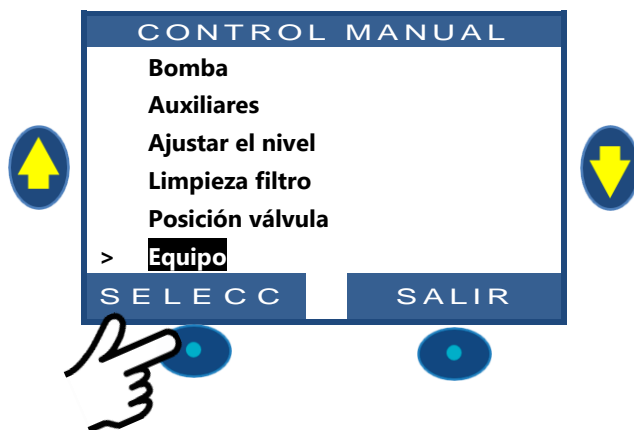 CONTROL MANUAL
Bomba
Auxiliares
Ajustar el nivel
Limpieza filtro
Posición válvula
> Equipo
SELECC SALIR